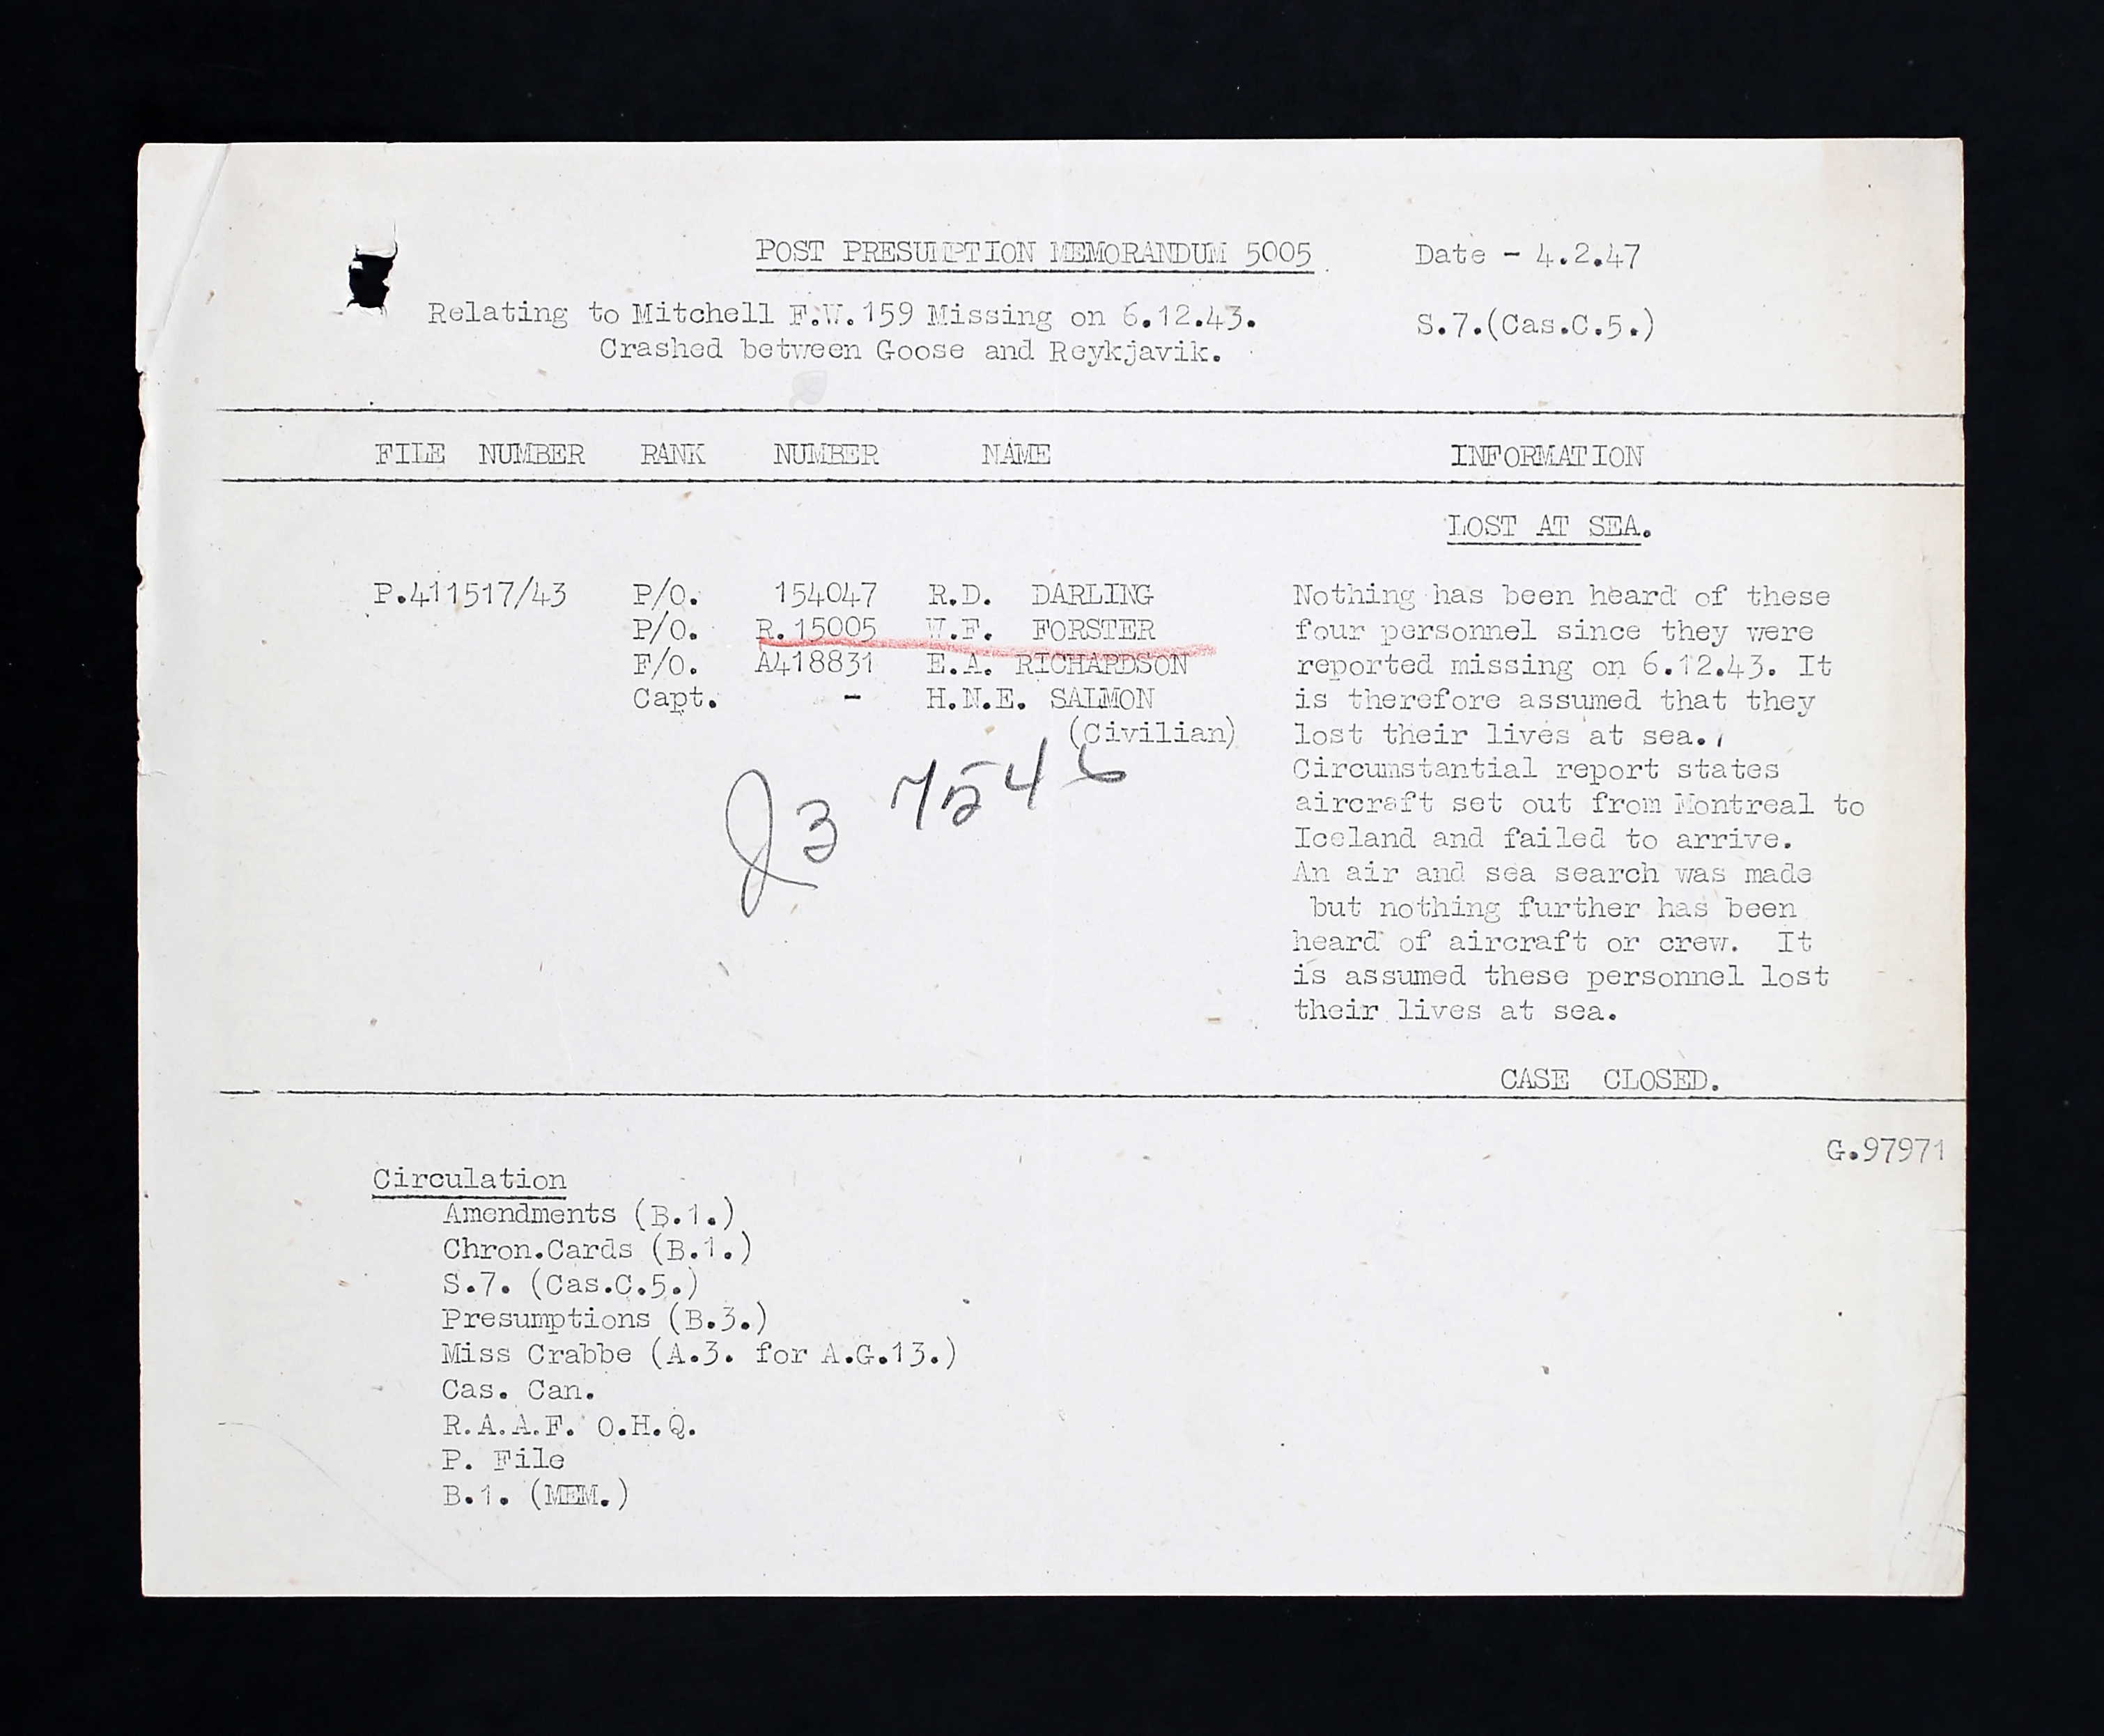 POST PRESUMPTION MEMORANDUM 5005
Date - 4.2.47
Relating to Mitchell F.W.159 Missing on 6.12.43.
S.7.(Cas.C.5.)
Crashed between Goose and Reykjavik.
FILE NUMBER RANK NUMBER NAME INFORMATION
LOST AT SEA.
P.411517/43 P/O. 154047 R.D. DARLING Nothing has been heard of these
P/O. R.15005 W.F. FORSTER four personnel since they were
F/O. A418831 E.A. RICHARDSON reported missing on 6.12.43. It
Capt. - H.N.E. SALMON is therefore assumed that they
(Civilian) lost their lives at sea.
J3 7546 Circumstantial report states
aircraft set out from Montreal to
Iceland and failed to arrive.
An air and sea search was made
but nothing further has been
heard of aircraft or crew. It
is assumed these personnel lost
their lives at sea.
CASE CLOSED.
G.97971
Circulation
Amendments (B.1.)
Chron.Cards (B.1.)
S.7. (Cas.C.5.)
Presumptions (B.3.)
Miss Crabbe (A.3. for A.G.13.)
Cas. Can.
R.A.A.F. O.H.Q.
P. File
B.1. (MEM.)